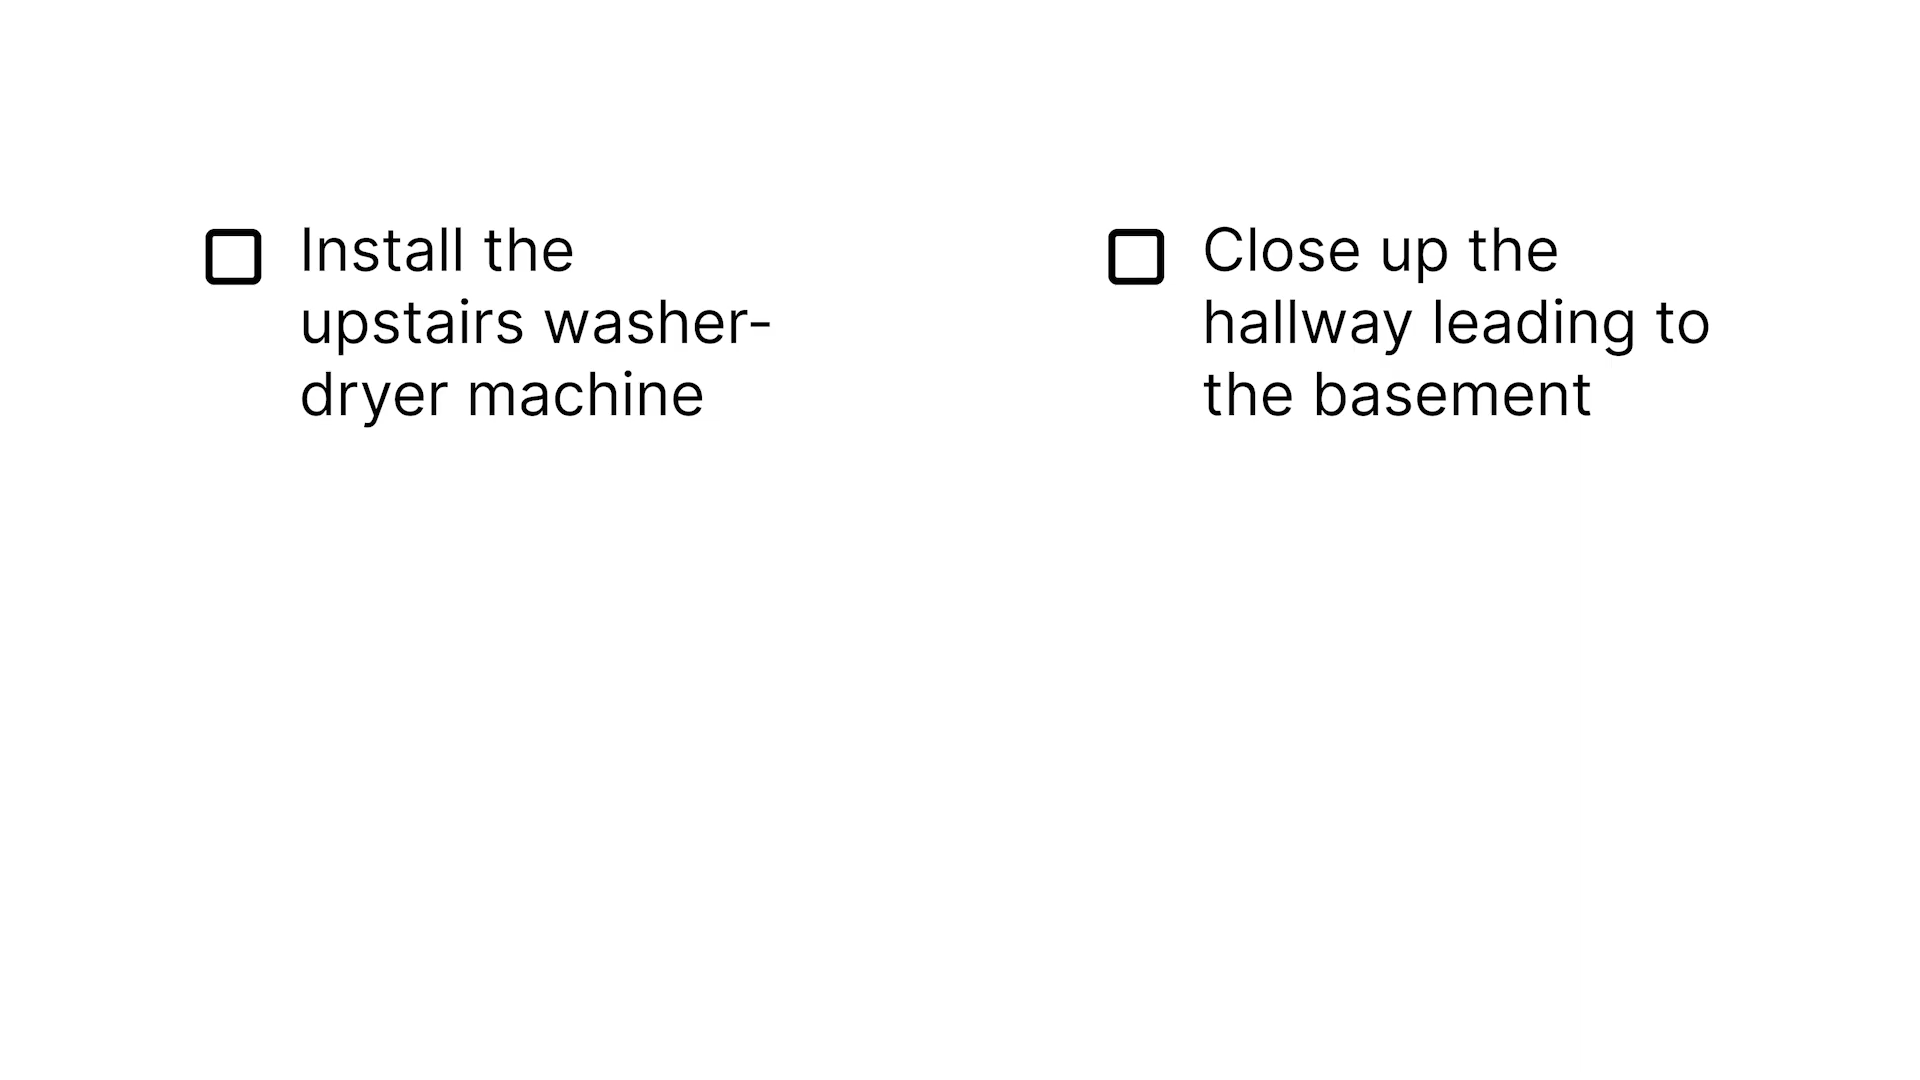 Install the
upstairs washer-
dryer machine
Close up the
hallway leading to
the basement